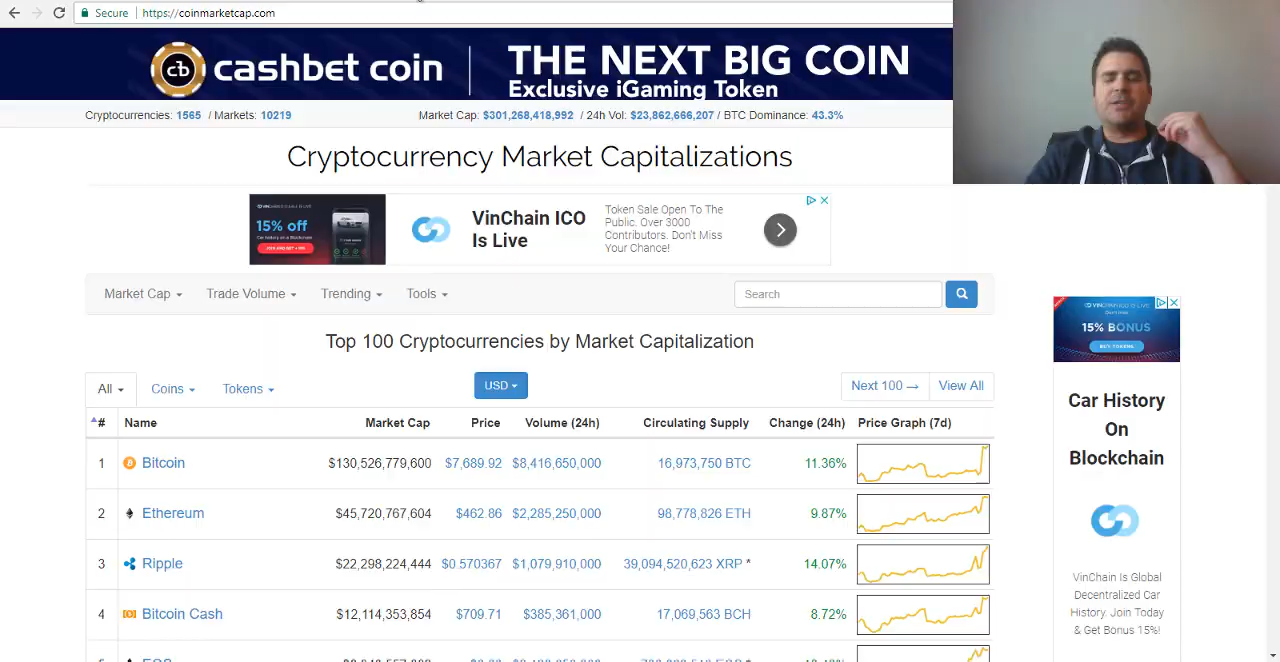 Secure
https://coinmarketcap.com
cb cashbet coin
THE NEXT BIG COIN
Exclusive iGaming Token
Cryptocurrencies: 1565 / Markets: 10219
Market Cap: $301,268,418,992 / 24h Vol: $23,862,666,207 / BTC Dominance: 43.3%
Cryptocurrency Market Capitalizations
15% off
VinChain ICO
Is Live
Token Sale Open To The
Public. Over 3000
Contributors. Don't Miss
Your Chance!
Market Cap
Trade Volume
Trending
Tools
Search
Top 100 Cryptocurrencies by Market Capitalization
All
Coins
Tokens
USD
Next 100 →
View All
# Name Market Cap Price Volume (24h) Circulating Supply Change (24h) Price Graph (7d)
1 Bitcoin $130,526,779,600 $7,689.92 $8,416,650,000 16,973,750 BTC 11.36%
2 Ethereum $45,720,767,604 $462.86 $2,285,250,000 98,778,826 ETH 9.87%
3 Ripple $22,298,224,444 $0.570367 $1,079,910,000 39,094,520,623 XRP * 14.07%
4 Bitcoin Cash $12,114,353,854 $709.71 $385,361,000 17,069,563 BCH 8.72%
VINCHAIN ICO IS LIVE
15% BONUS
BUY TOKENS
Car History
On
Blockchain
VinChain Is Global
Decentralized Car
History. Join Today
& Get Bonus 15%!